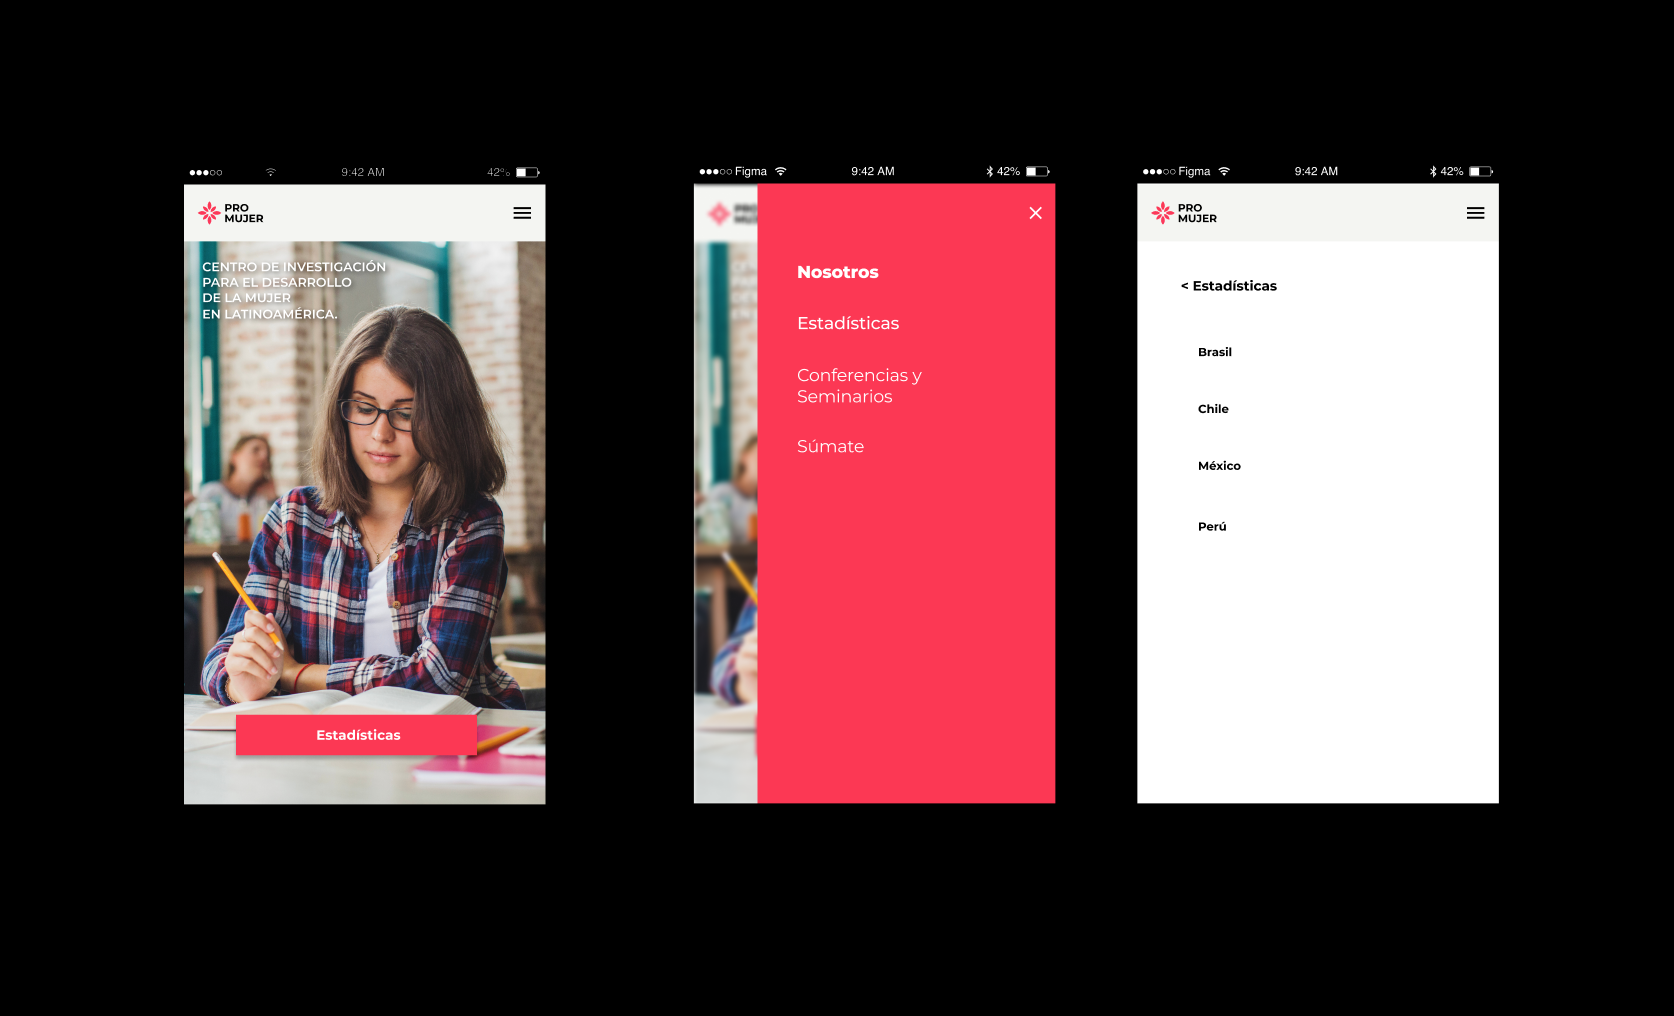 9:42 AM
42%
PRO
MUJER
CENTRO DE INVESTIGACIÓN
PARA EL DESARROLLO
DE LA MUJER
EN LATINOAMÉRICA.
Estadísticas
Figma
9:42 AM
42%
PRO
MUJER
Nosotros
Estadísticas
Conferencias y
Seminarios
Súmate
Figma
9:42 AM
42%
PRO
MUJER
< Estadísticas
Brasil
Chile
México
Perú